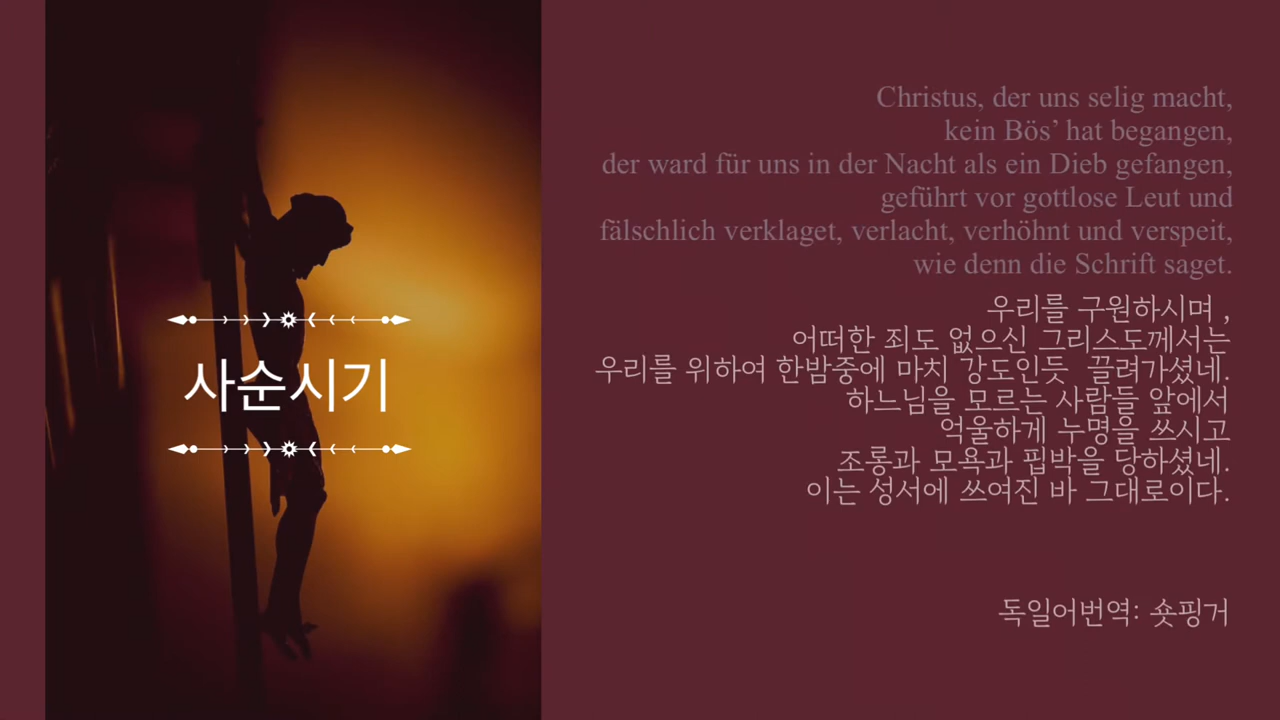 사순시기
Christus, der uns selig macht,
kein Bös’ hat begangen,
der ward für uns in der Nacht als ein Dieb gefangen,
geführt vor gottlose Leut und
fälschlich verklaget, verlacht, verhöhnt und verspeit,
wie denn die Schrift saget.
우리를 구원하시며 ,
어떠한 죄도 없으신 그리스도께서는
우리를 위하여 한밤중에 마치 강도인듯 끌려가셨네.
하느님을 모르는 사람들 앞에서
억울하게 누명을 쓰시고
조롱과 모욕과 핍박을 당하셨네.
이는 성서에 쓰여진 바 그대로이다.
독일어번역: 숏핑거